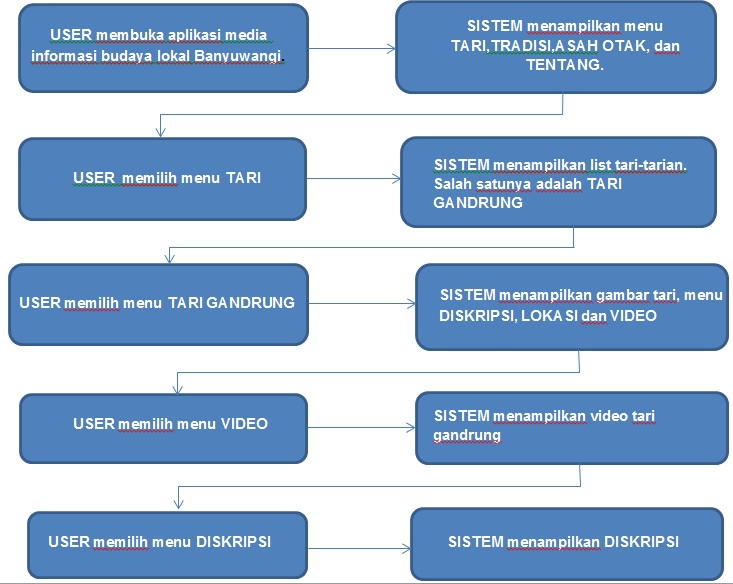 USER membuka aplikasi media
informasi budaya lokal Banyuwangi.
SISTEM menampilkan menu
TARI,TRADISI,ASAH OTAK, dan
TENTANG.
USER memilih menu TARI
SISTEM menampilkan list tari-tarian.
Salah satunya adalah TARI
GANDRUNG
USER memilih menu TARI GANDRUNG
SISTEM menampilkan gambar tari, menu
DISKRIPSI, LOKASI dan VIDEO
USER memilih menu VIDEO
SISTEM menampilkan video tari
gandrung
USER memilih menu DISKRIPSI
SISTEM menampilkan DISKRIPSI